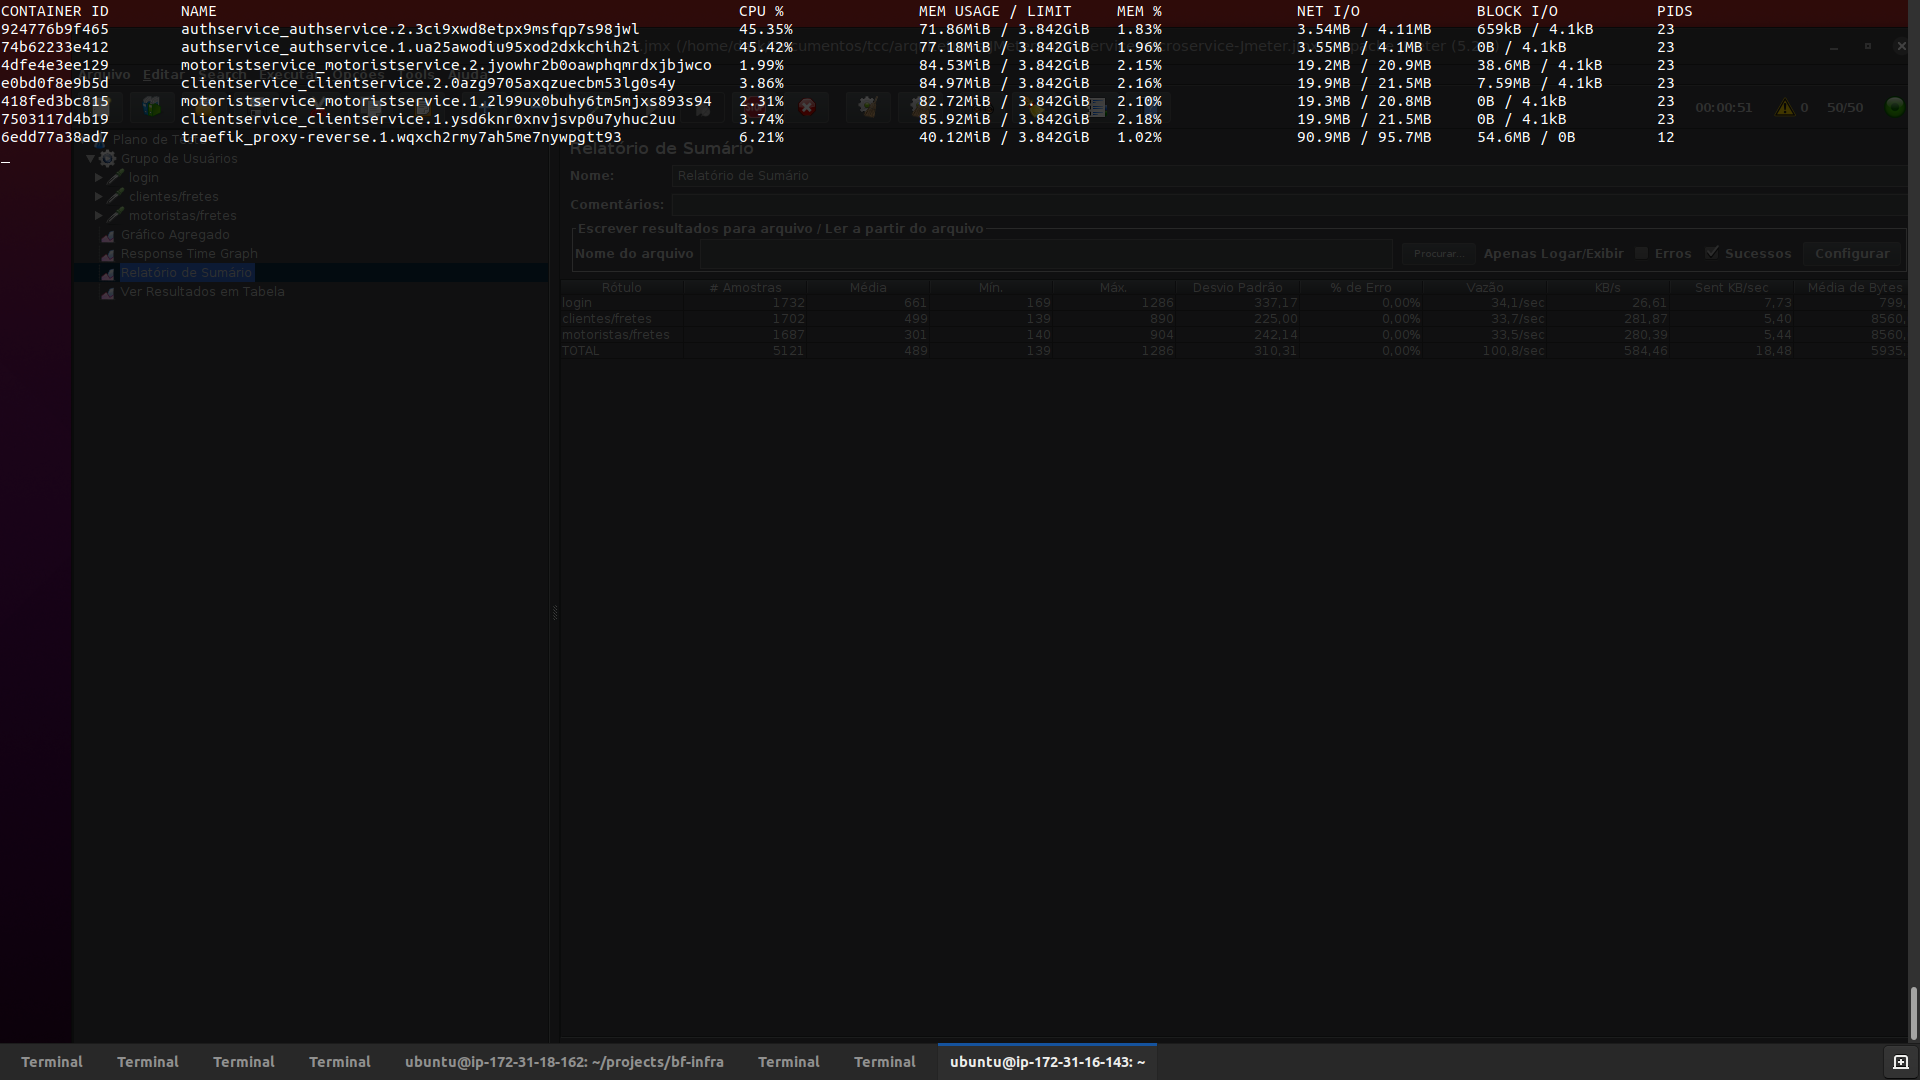 CONTAINER ID NAME CPU % MEM USAGE / LIMIT MEM % NET I/O BLOCK I/O PIDS
924776b9f465 authservice_authservice.2.3ci9xwd8etpx9msfqp7s98jwl 45.35% 71.86MiB / 3.842GiB 1.83% 3.54MB / 4.11MB 659kB / 4.1kB 23
74b62233e412 authservice_authservice.1.ua25awodiu95xod2dxkchih2i 45.42% 77.18MiB / 3.842GiB 1.96% 3.55MB / 4.1MB 0B / 4.1kB 23
4dfe4e3ee129 motoristservice_motoristservice.2.jyowhr2b0oawphqmrdxjbjwco 1.99% 84.53MiB / 3.842GiB 2.15% 19.2MB / 20.9MB 38.6MB / 4.1kB 23
e0bd0f8e9b5d clientservice_clientservice.2.0azg9705axqzuecbm53lg0s4y 3.86% 84.97MiB / 3.842GiB 2.16% 19.9MB / 21.5MB 7.59MB / 4.1kB 23
418fed3bc815 motoristservice_motoristservice.1.2l99ux0buhy6tm5mjxs893s94 2.31% 82.72MiB / 3.842GiB 2.10% 19.3MB / 20.8MB 0B / 4.1kB 23
7503117d4b19 clientservice_clientservice.1.ysd6knr0xnvjsvp0u7yhuc2uu 3.74% 85.92MiB / 3.842GiB 2.18% 19.9MB / 21.5MB 0B / 4.1kB 23
6edd77a38ad7 traefik_proxy-reverse.1.wqxch2rmy7ah5me7nywpgtt93 6.21% 40.12MiB / 3.842GiB 1.02% 90.9MB / 95.7MB 54.6MB / 0B 12
Arquivo Editar Search Executar Opções Tools Ajuda
00:00:51 0 50/50
Plano de
Grupo de Usuários
login
clientes/fretes
motoristas/fretes
Gráfico Agregado
Response Time Graph
Relatório de Sumário
Ver Resultados em Tabela
Relatório de Sumário
Nome: Relatório de Sumário
Comentários:
Escrever resultados para arquivo / Ler a partir do arquivo
Nome do arquivo Procurar... Apenas Logar/Exibir Erros Sucessos Configurar
Rótulo # Amostras Média Mín. Máx. Desvio Padrão % de Erro Vazão KB/s Sent KB/sec Média de Bytes
login 1732 661 169 1286 337,17 0,00% 34,1/sec 26,61 7,73 799,
clientes/fretes 1702 499 139 890 225,00 0,00% 33,7/sec 281,87 5,40 8560,
motoristas/fretes 1687 301 140 904 242,14 0,00% 33,5/sec 280,39 5,44 8560,
TOTAL 5121 489 139 1286 310,31 0,00% 100,8/sec 584,46 18,48 5935,
Terminal Terminal Terminal Terminal ubuntu@ip-172-31-18-162: ~/projects/bf-infra Terminal Terminal ubuntu@ip-172-31-16-143: ~